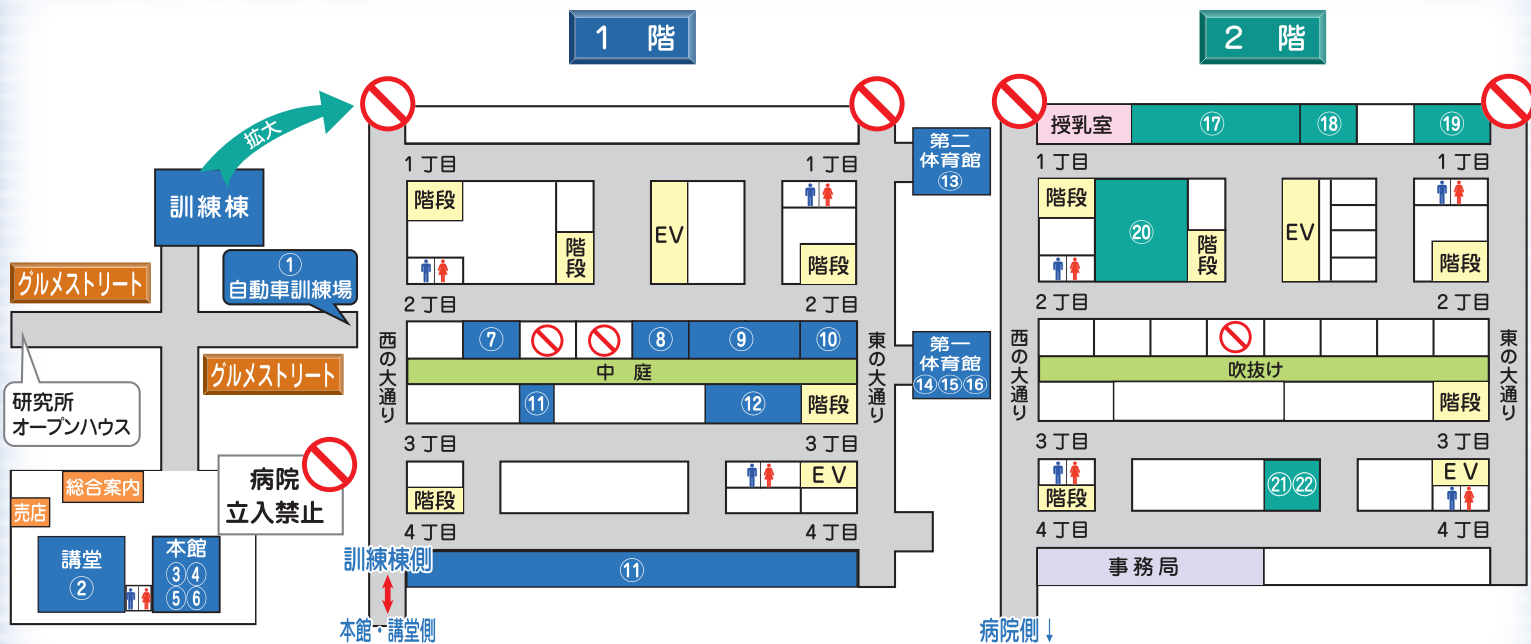 1 階
2 階
拡大
訓練棟
グルメストリート
①
自動車訓練場
グルメストリート
研究所
オープンハウス
病院
立入禁止
総合案内
売店
講堂
②
本館
③④
⑤⑥
1丁目
1丁目
階段
階段
EV
階段
2丁目
2丁目
⑦
⑧
⑨
⑩
中 庭
⑪
⑫
階段
西の大通り
東の大通り
3丁目
3丁目
階段
EV
4丁目
4丁目
⑪
訓練棟側
本館・講堂側
第二
体育館
⑬
第一
体育館
⑭⑮⑯
授乳室
⑰
⑱
⑲
1丁目
1丁目
階段
⑳
階段
EV
階段
2丁目
2丁目
吹抜け
階段
西の大通り
東の大通り
3丁目
3丁目
階段
㉑㉒
EV
4丁目
4丁目
事務局
病院側↓